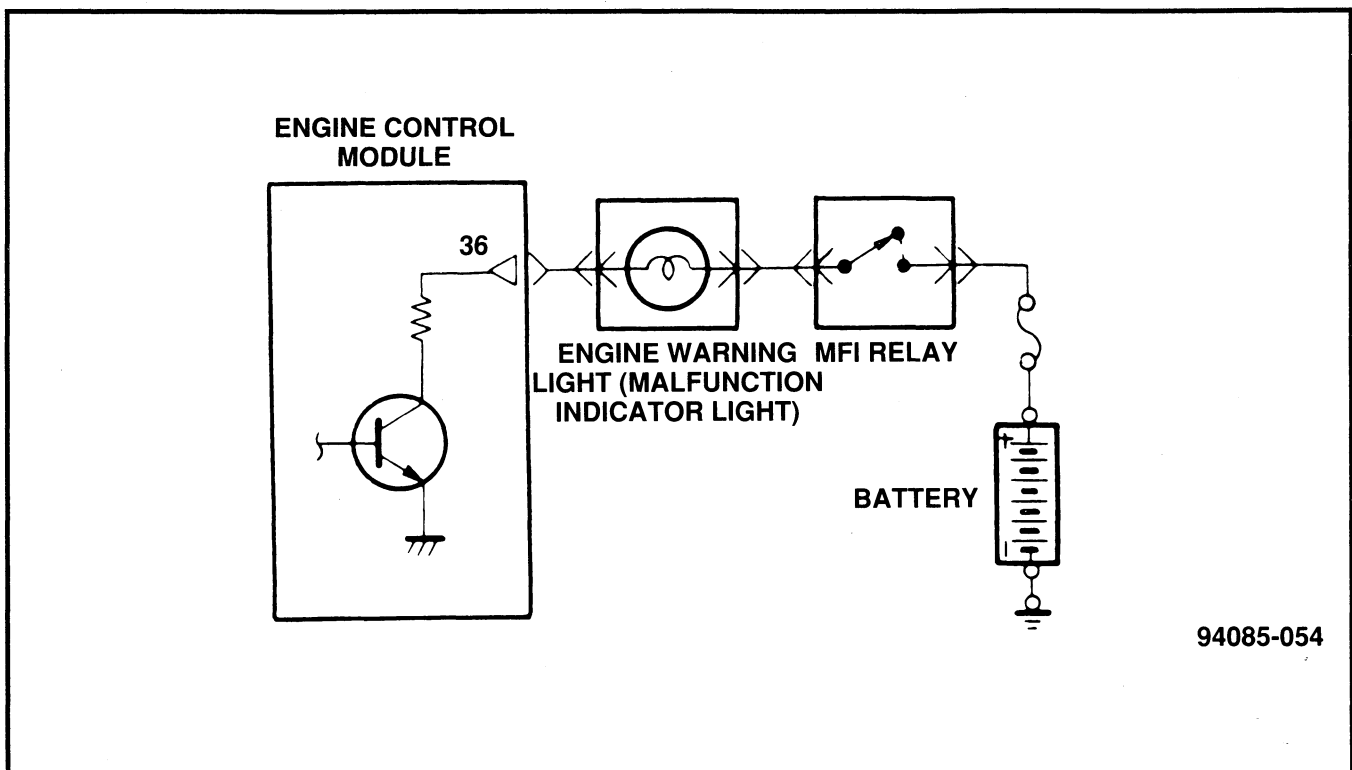 ENGINE CONTROL
MODULE
36
ENGINE WARNING
LIGHT (MALFUNCTION
INDICATOR LIGHT)
MFI RELAY
BATTERY
+
94085-054